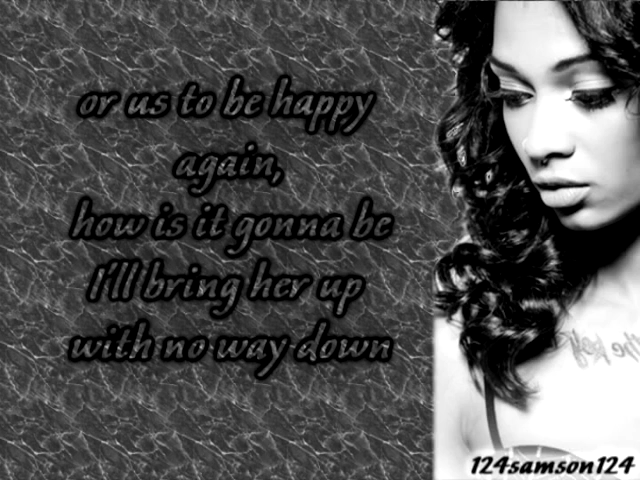 or us to be happy
again,
how is it gonna be
I'll bring her up
with no way down
124samson124